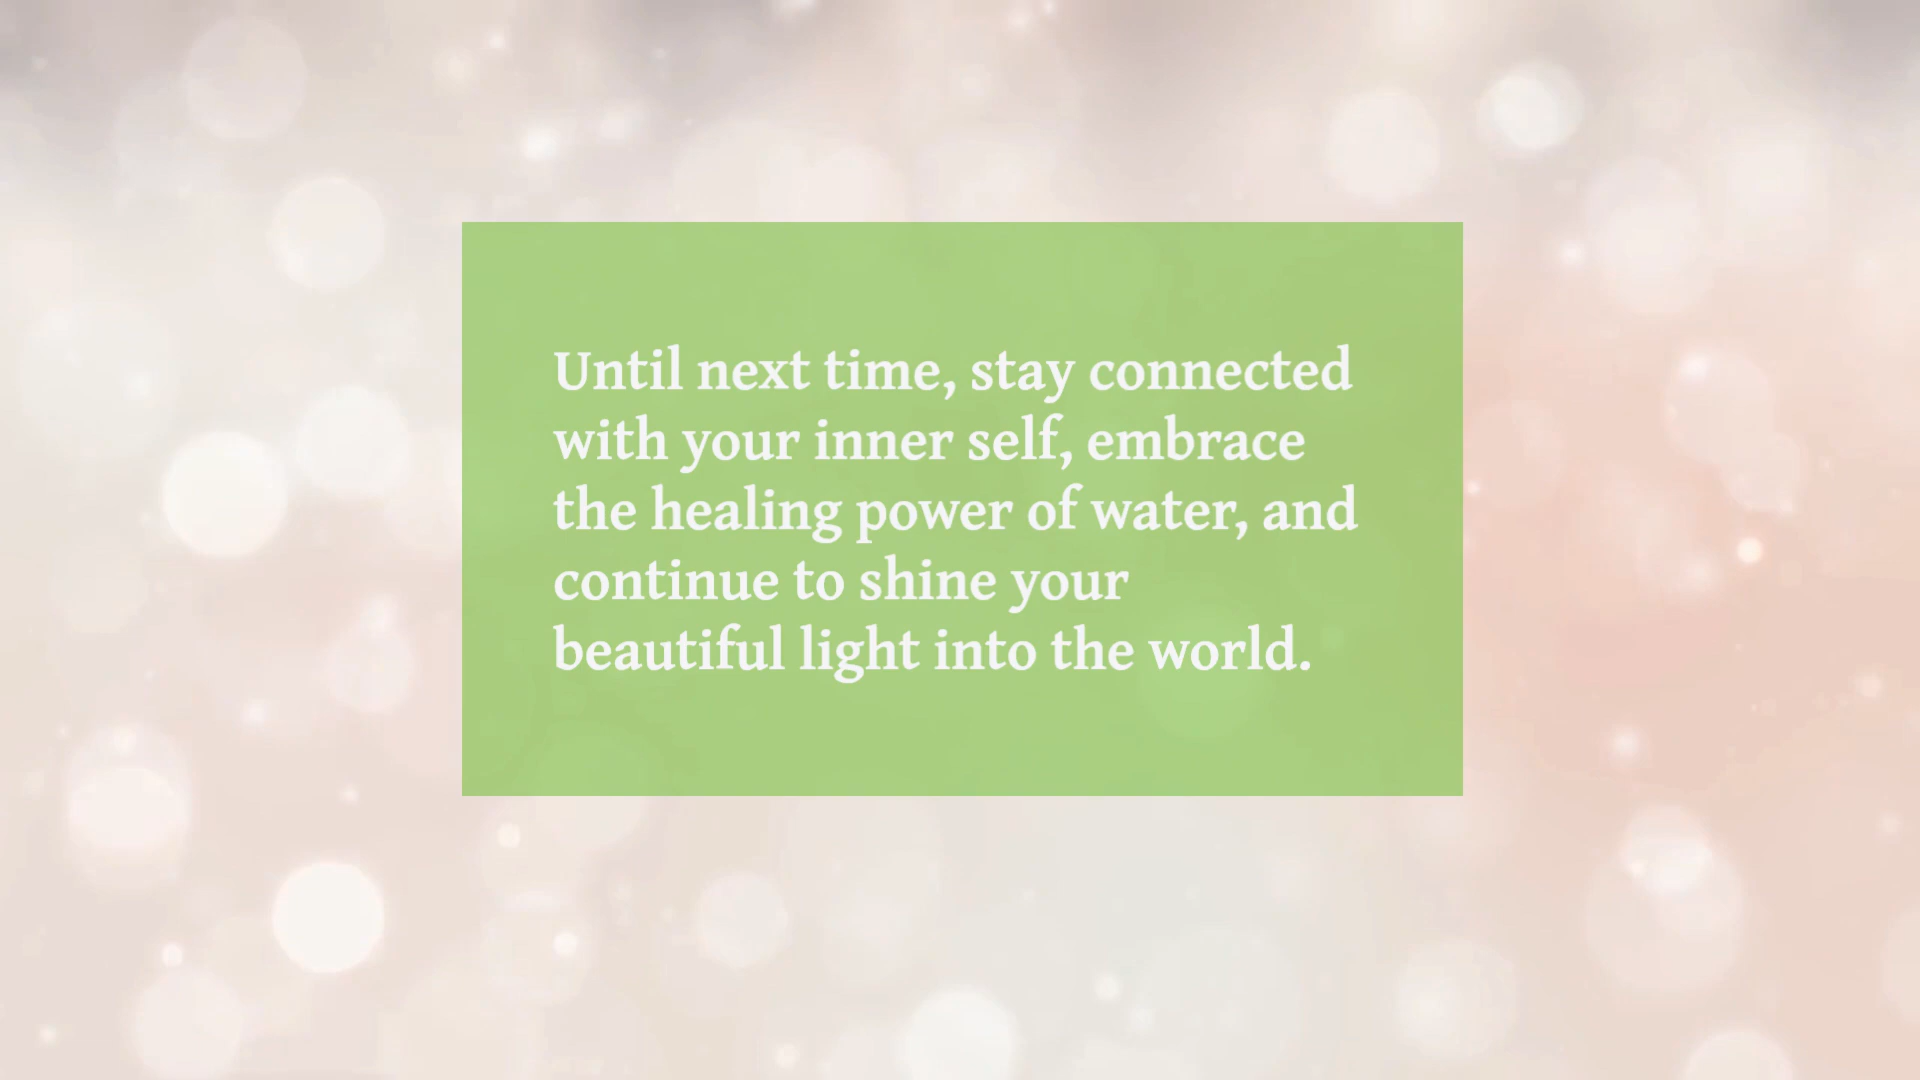 Until next time, stay connected
with your inner self, embrace
the healing power of water, and
continue to shine your
beautiful light into the world.